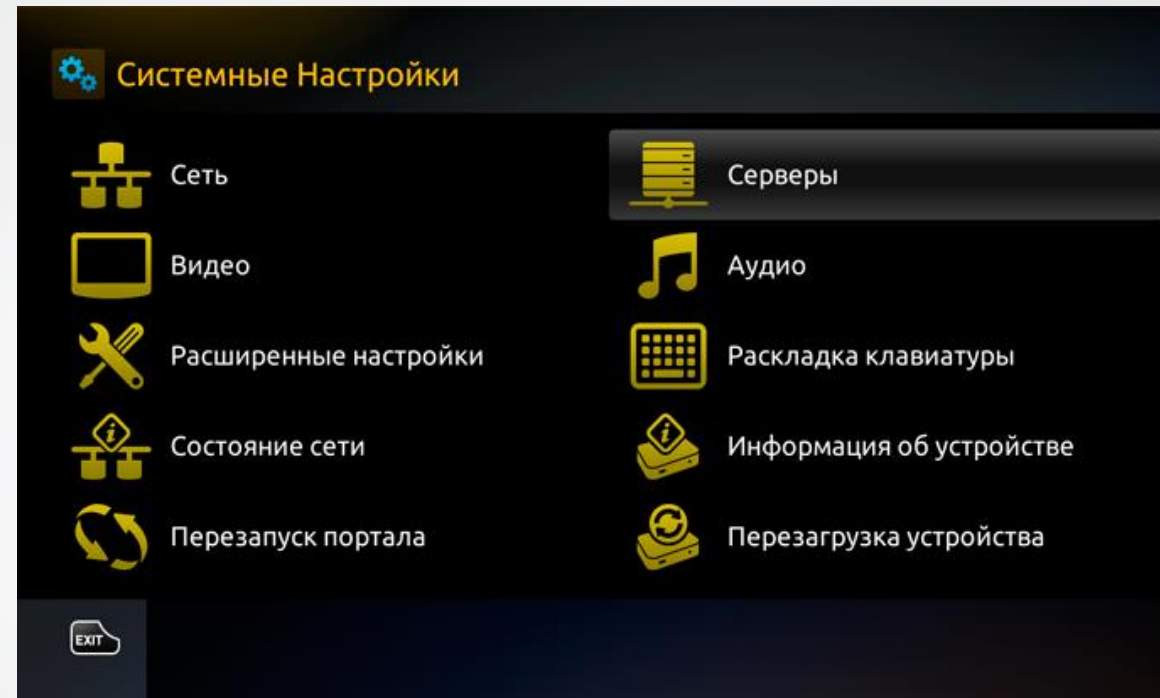 Системные Настройки
Сеть
Серверы
Видео
Аудио
Расширенные настройки
Раскладка клавиатуры
Состояние сети
Информация об устройстве
Перезапуск портала
Перезагрузка устройства
EXIT